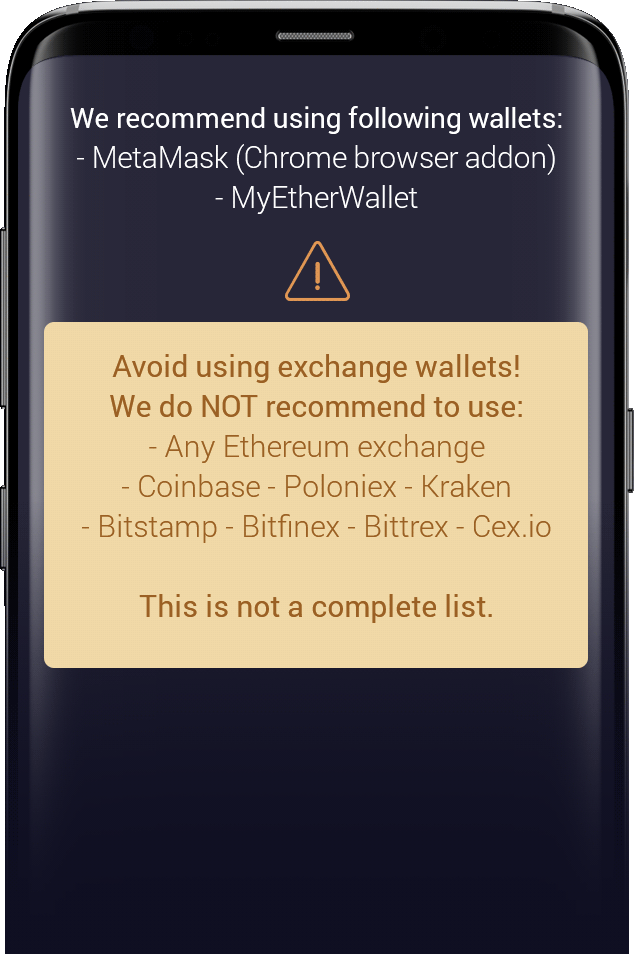 We recommend using following wallets:
- MetaMask (Chrome browser addon)
- MyEtherWallet
Avoid using exchange wallets!
We do NOT recommend to use:
- Any Ethereum exchange
- Coinbase - Poloniex - Kraken
- Bitstamp - Bitfinex - Bittrex - Cex.io
This is not a complete list.